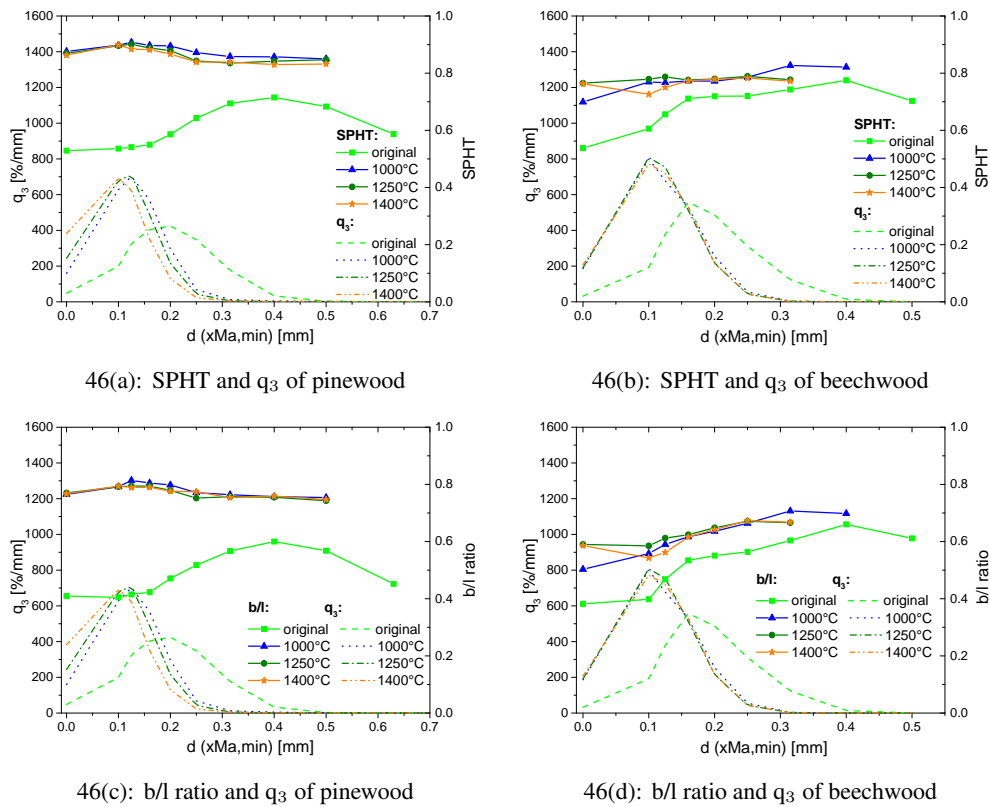 1600
1400
1200
1000
800
600
400
200
0
q3 [%/mm]
1.0
0.8
0.6
0.4
0.2
0.0
SPHT
SPHT:
original
1000°C
1250°C
1400°C
q3:
original
1000°C
1250°C
1400°C
0.0 0.1 0.2 0.3 0.4 0.5 0.6 0.7
d (xMa,min) [mm]
46(a): SPHT and q3 of pinewood
1600
1400
1200
1000
800
600
400
200
0
q3 [%/mm]
1.0
0.8
0.6
0.4
0.2
0.0
SPHT
SPHT:
original
1000°C
1250°C
1400°C
q3:
original
1000°C
1250°C
1400°C
0.0 0.1 0.2 0.3 0.4 0.5
d (xMa,min) [mm]
46(b): SPHT and q3 of beechwood
1600
1400
1200
1000
800
600
400
200
0
q3 [%/mm]
1.0
0.8
0.6
0.4
0.2
0.0
b/l ratio
b/l: q3:
original original
1000°C 1000°C
1250°C 1250°C
1400°C 1400°C
0.0 0.1 0.2 0.3 0.4 0.5 0.6 0.7
d (xMa,min) [mm]
46(c): b/l ratio and q3 of pinewood
1600
1400
1200
1000
800
600
400
200
0
q3 [%/mm]
1.0
0.8
0.6
0.4
0.2
0.0
b/l ratio
b/l: q3:
original original
1000°C 1000°C
1250°C 1250°C
1400°C 1400°C
0.0 0.1 0.2 0.3 0.4 0.5
d (xMa,min) [mm]
46(d): b/l ratio and q3 of beechwood